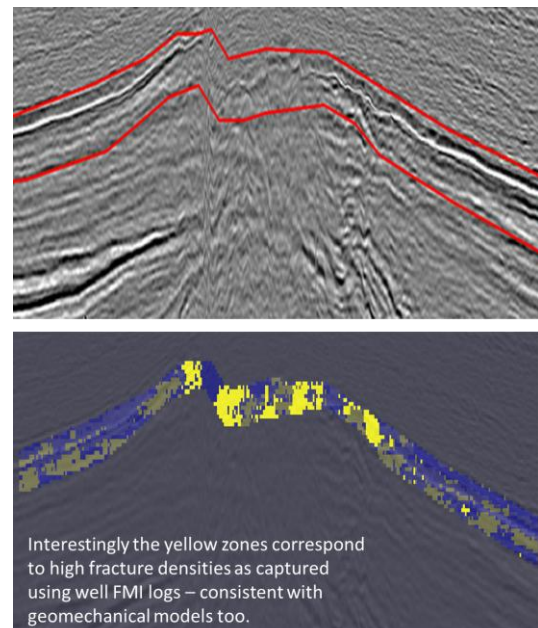 Interestingly the yellow zones correspond
to high fracture densities as captured
using well FMI logs – consistent with
geomechanical models too.